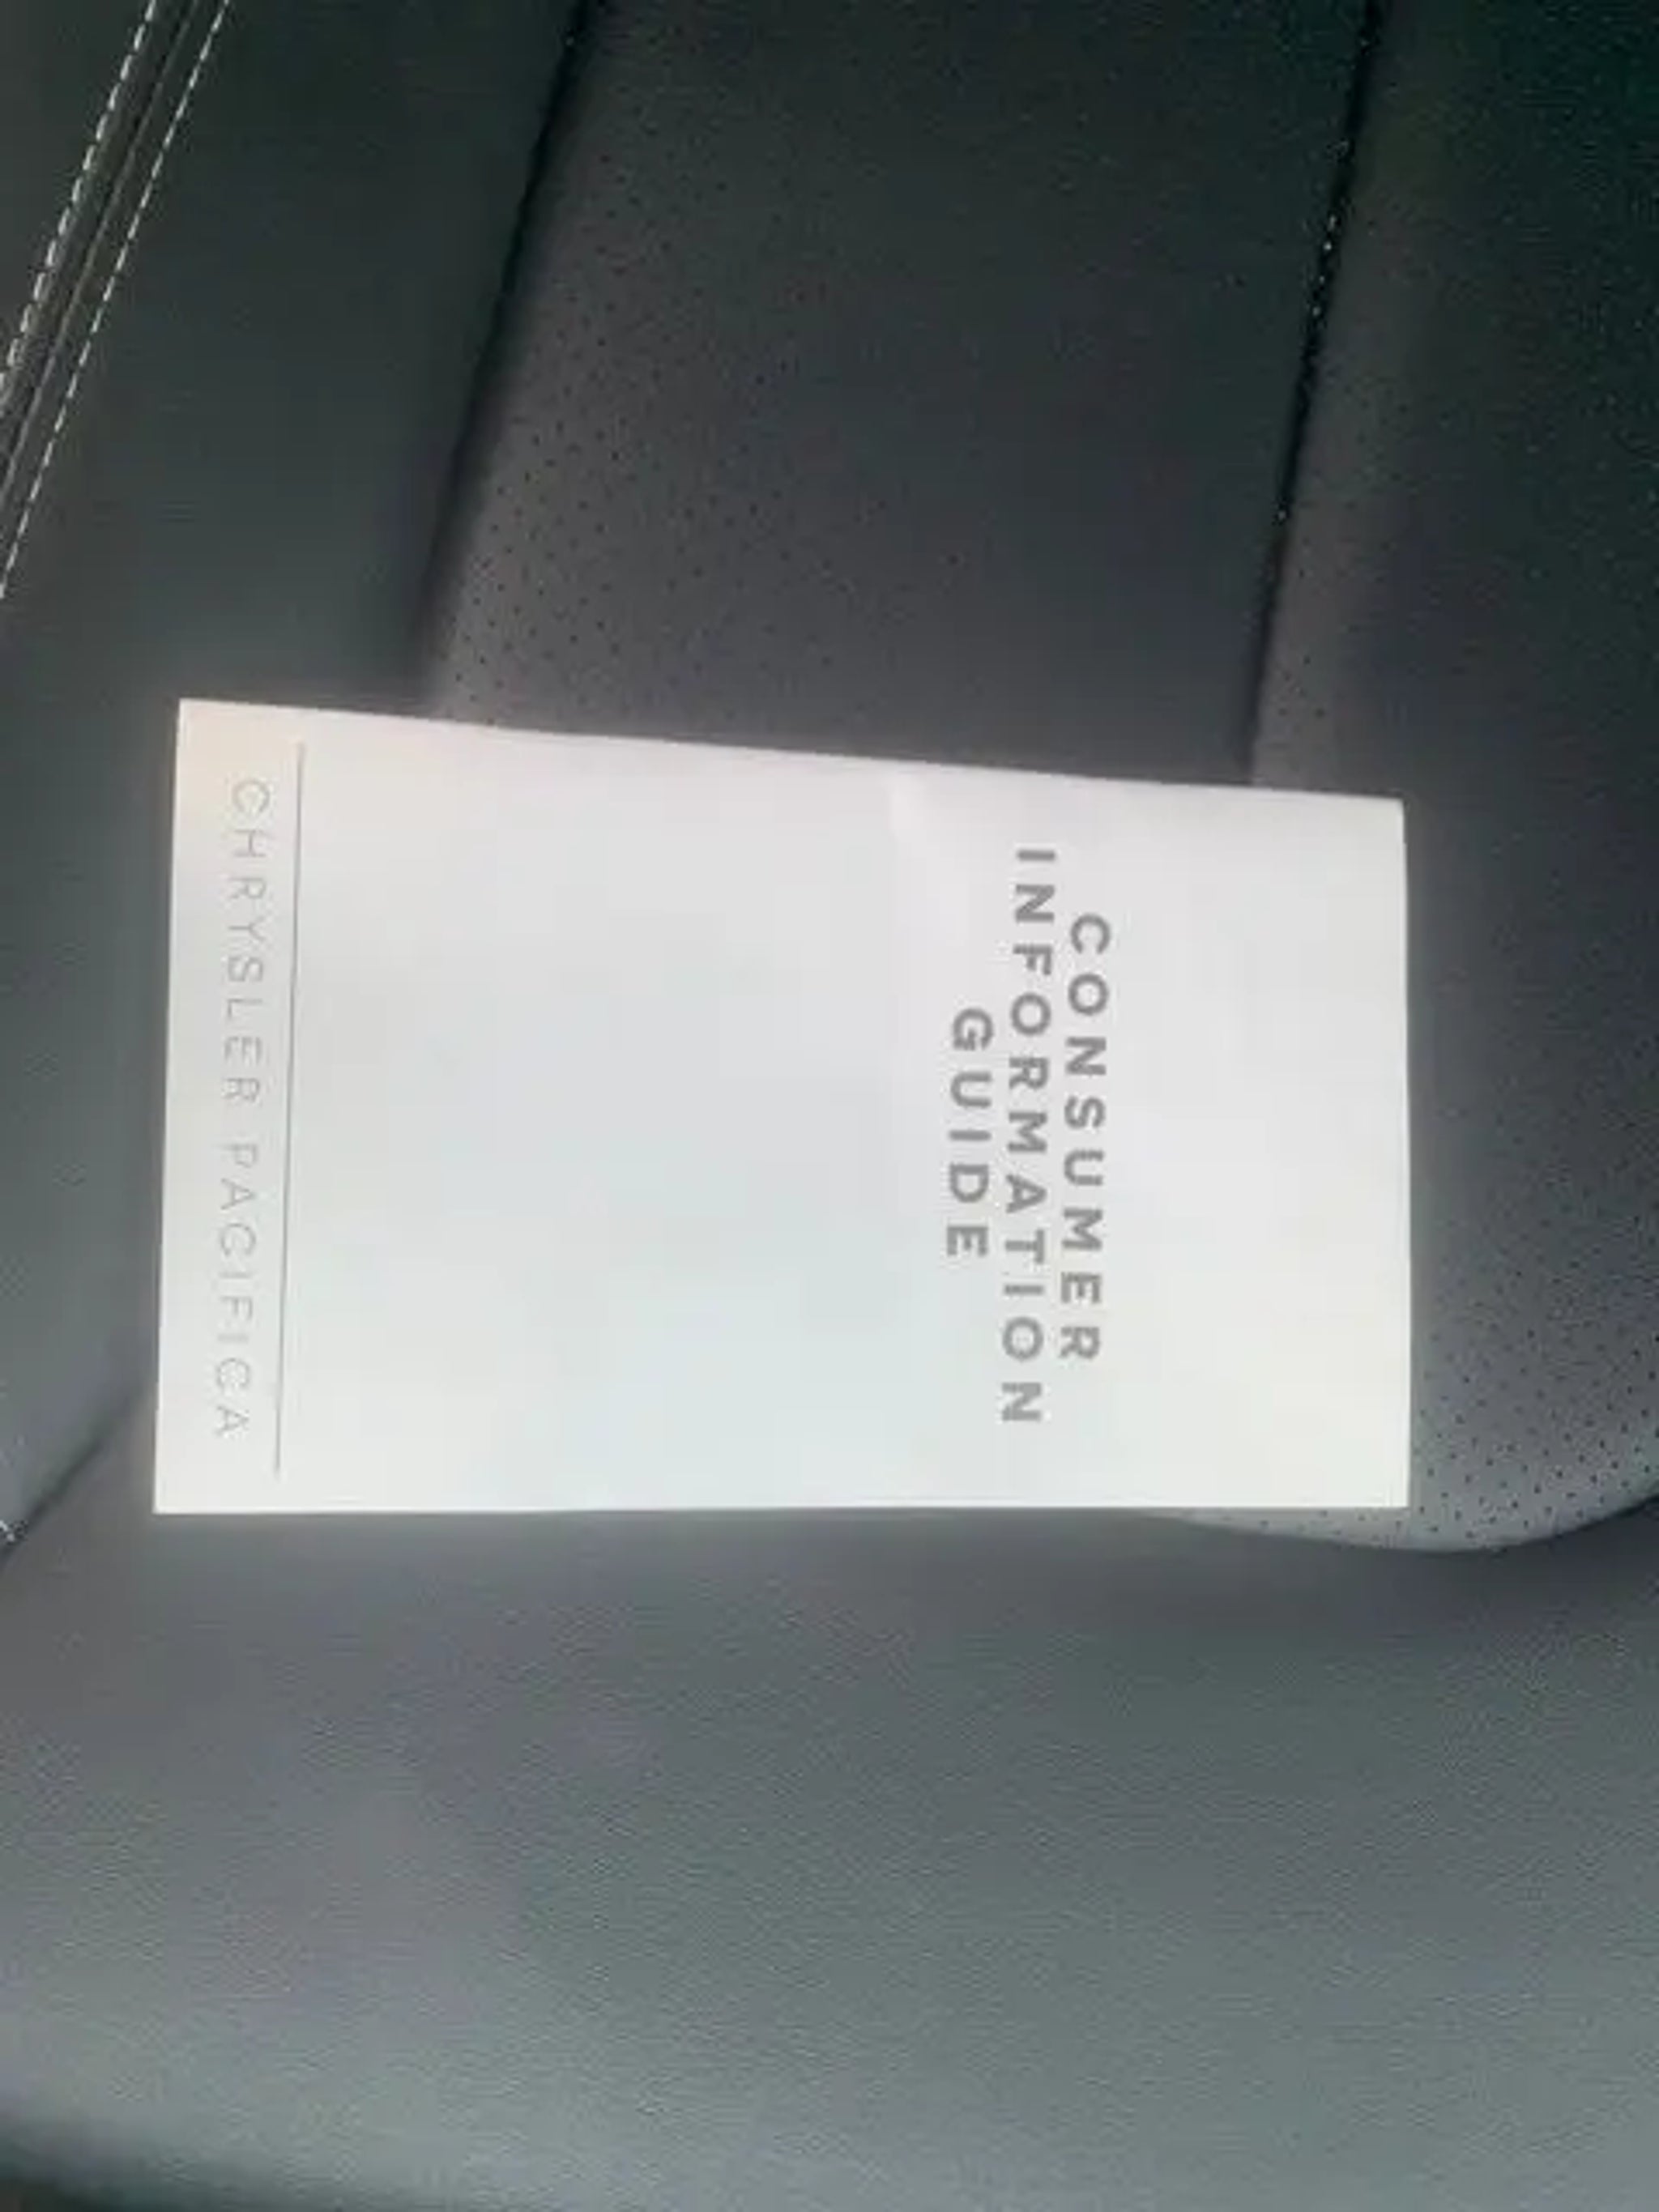 CONSUMER
INFORMATION
GUIDE
CHRYSLER PACIFICA